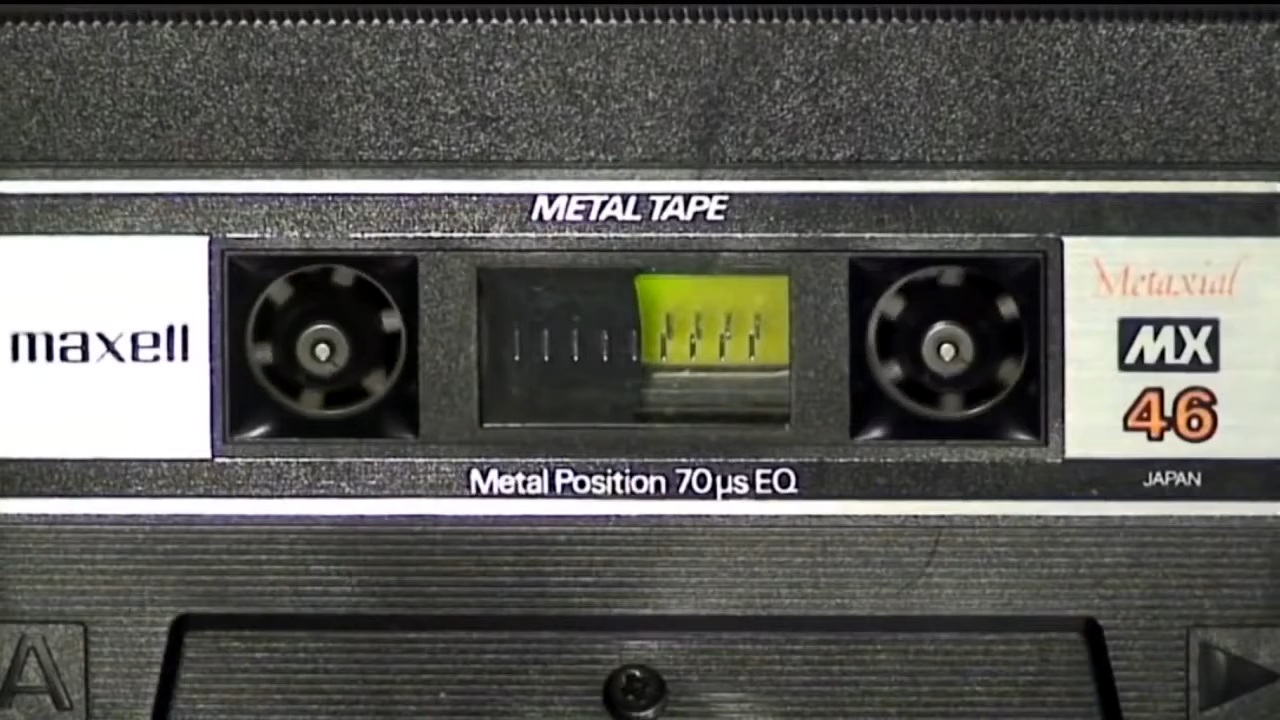 METAL TAPE
maxell
Metaxial
MX
46
Metal Position 70µs EQ
JAPAN
A